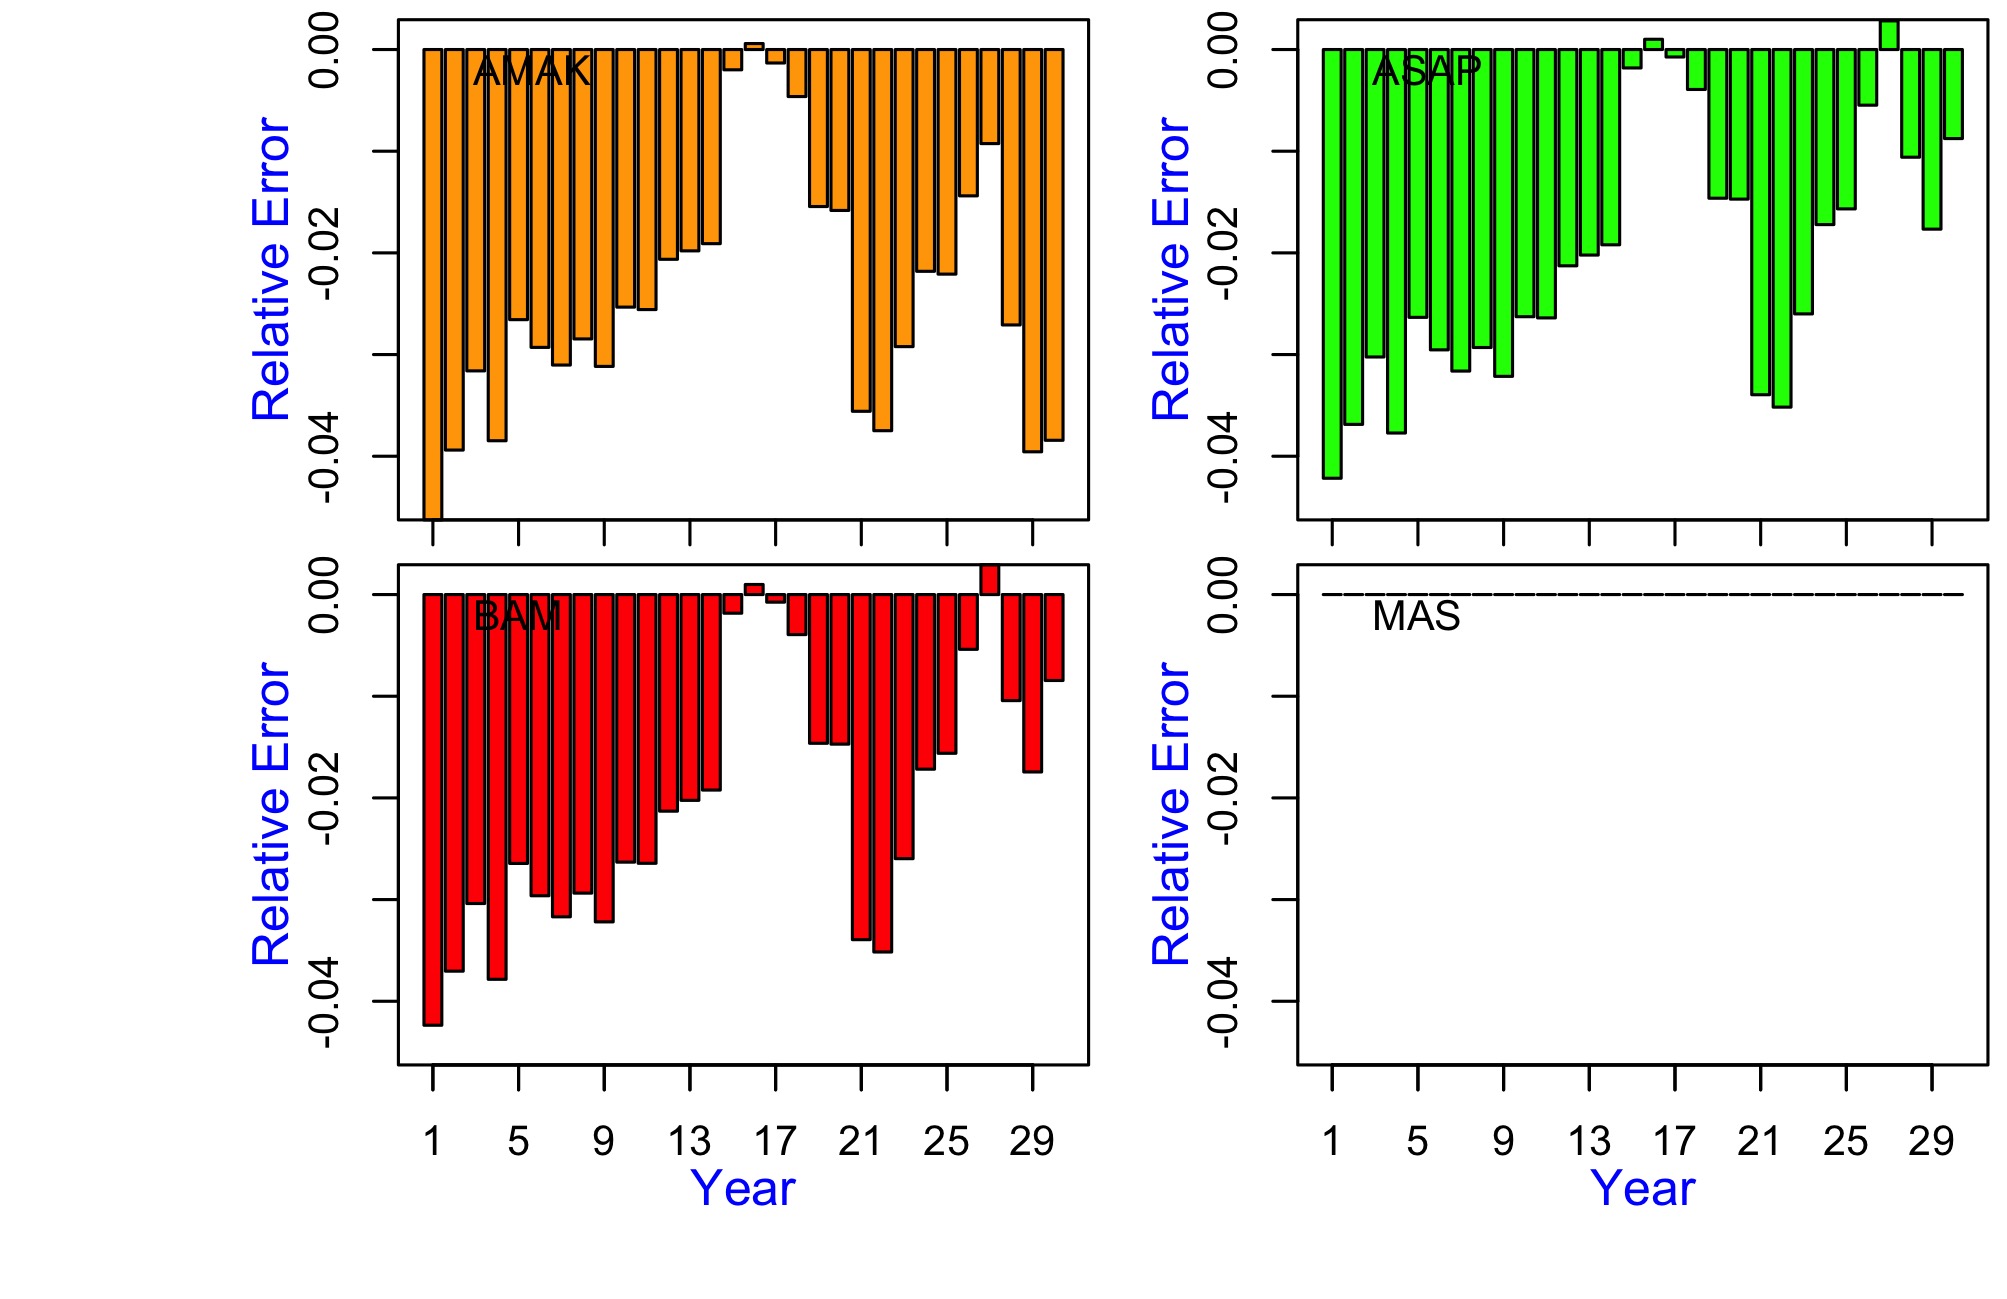 0.00
-0.02
-0.04
Relative Error
AMAK
0.00
-0.02
-0.04
Relative Error
ASAP
0.00
-0.02
-0.04
Relative Error
BAM
1 5 9 13 17 21 25 29
Year
0.00
-0.02
-0.04
Relative Error
MAS
1 5 9 13 17 21 25 29
Year